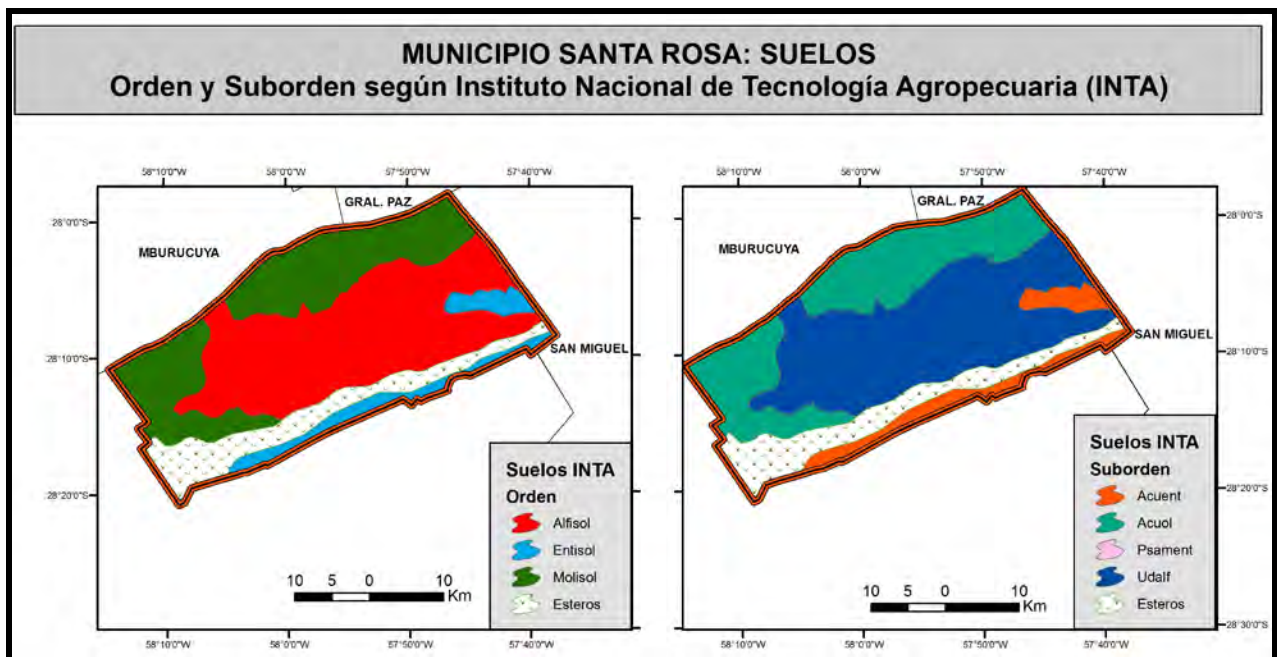 MUNICIPIO SANTA ROSA: SUELOS
Orden y Suborden según Instituto Nacional de Tecnología Agropecuaria (INTA)
58°10'0"W 58°0'0"W 57°50'0"W 57°40'0"W
GRAL. PAZ
28°0'0"S
MBURUCUYA
28°10'0"S
SAN MIGUEL
28°20'0"S
Suelos INTA
Orden
Alfisol
Entisol
Molisol
Esteros
10 5 0 10
Km
58°10'0"W 58°0'0"W 57°50'0"W 57°40'0"W
58°10'0"W 58°0'0"W 57°50'0"W 57°40'0"W
GRAL. PAZ
28°0'0"S
MBURUCUYA
SAN MIGUEL
28°10'0"S
Suelos INTA
Suborden
Acuent
Acuol
Psament
Udalf
Esteros
28°20'0"S
10 5 0 10
Km
28°30'0"S
58°10'0"W 58°0'0"W 57°50'0"W 57°40'0"W